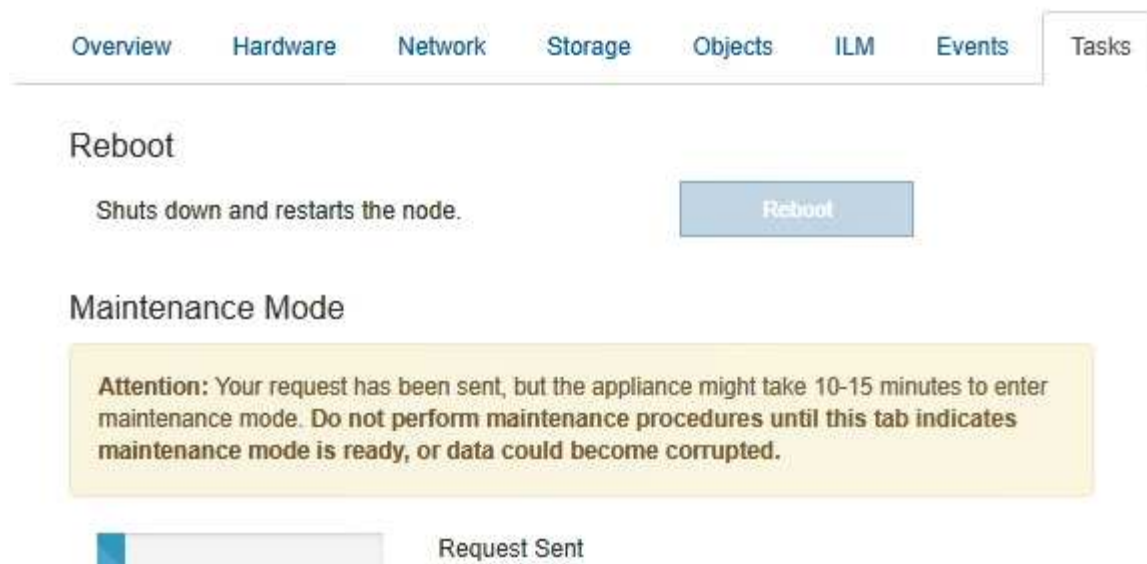 Overview Hardware Network Storage Objects ILM Events Tasks
Reboot
Shuts down and restarts the node. Reboot
Maintenance Mode
Attention: Your request has been sent, but the appliance might take 10-15 minutes to enter
maintenance mode. Do not perform maintenance procedures until this tab indicates
maintenance mode is ready, or data could become corrupted.
Request Sent